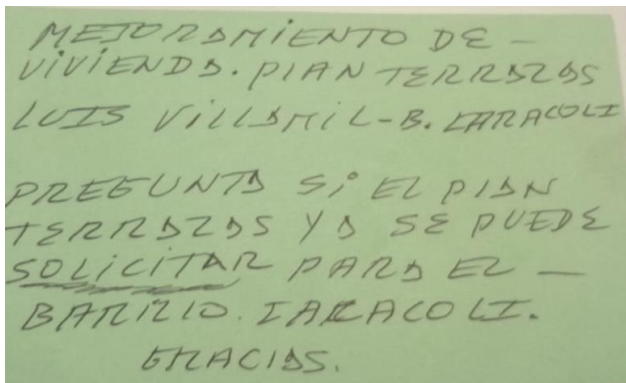 MEJORAMIENTO DE -
VIVIENDA. PLAN TERRAZAS
LUIS VILLAMIL - B. CARACOLI
PREGUNTA SI EL PLAN
TERRAZAS YA SE PUEDE
SOLICITAR PARA EL -
BARRIO. CARACOLI.
GRACIAS.